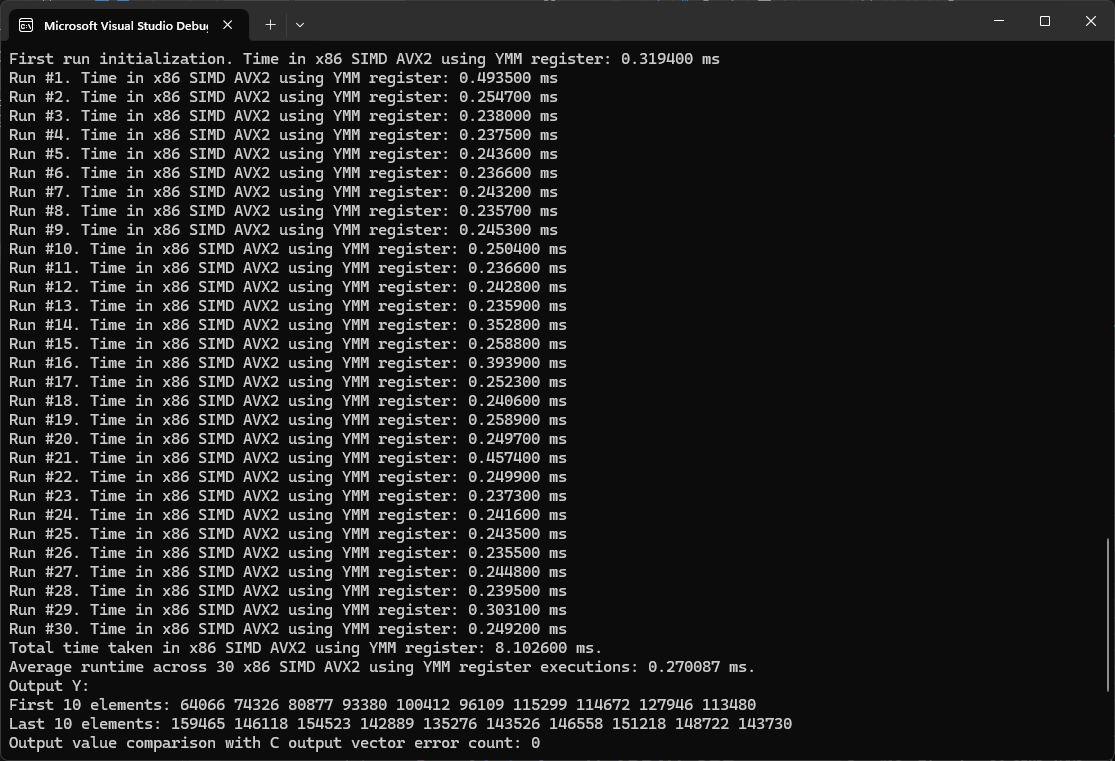 Microsoft Visual Studio Debug
First run initialization. Time in x86 SIMD AVX2 using YMM register: 0.319400 ms
Run #1. Time in x86 SIMD AVX2 using YMM register: 0.493500 ms
Run #2. Time in x86 SIMD AVX2 using YMM register: 0.254700 ms
Run #3. Time in x86 SIMD AVX2 using YMM register: 0.238000 ms
Run #4. Time in x86 SIMD AVX2 using YMM register: 0.237500 ms
Run #5. Time in x86 SIMD AVX2 using YMM register: 0.243600 ms
Run #6. Time in x86 SIMD AVX2 using YMM register: 0.236600 ms
Run #7. Time in x86 SIMD AVX2 using YMM register: 0.243200 ms
Run #8. Time in x86 SIMD AVX2 using YMM register: 0.235700 ms
Run #9. Time in x86 SIMD AVX2 using YMM register: 0.245300 ms
Run #10. Time in x86 SIMD AVX2 using YMM register: 0.250400 ms
Run #11. Time in x86 SIMD AVX2 using YMM register: 0.236600 ms
Run #12. Time in x86 SIMD AVX2 using YMM register: 0.242800 ms
Run #13. Time in x86 SIMD AVX2 using YMM register: 0.235900 ms
Run #14. Time in x86 SIMD AVX2 using YMM register: 0.352800 ms
Run #15. Time in x86 SIMD AVX2 using YMM register: 0.258800 ms
Run #16. Time in x86 SIMD AVX2 using YMM register: 0.393900 ms
Run #17. Time in x86 SIMD AVX2 using YMM register: 0.252300 ms
Run #18. Time in x86 SIMD AVX2 using YMM register: 0.240600 ms
Run #19. Time in x86 SIMD AVX2 using YMM register: 0.258900 ms
Run #20. Time in x86 SIMD AVX2 using YMM register: 0.249700 ms
Run #21. Time in x86 SIMD AVX2 using YMM register: 0.457400 ms
Run #22. Time in x86 SIMD AVX2 using YMM register: 0.249900 ms
Run #23. Time in x86 SIMD AVX2 using YMM register: 0.237300 ms
Run #24. Time in x86 SIMD AVX2 using YMM register: 0.241600 ms
Run #25. Time in x86 SIMD AVX2 using YMM register: 0.243500 ms
Run #26. Time in x86 SIMD AVX2 using YMM register: 0.235500 ms
Run #27. Time in x86 SIMD AVX2 using YMM register: 0.244800 ms
Run #28. Time in x86 SIMD AVX2 using YMM register: 0.239500 ms
Run #29. Time in x86 SIMD AVX2 using YMM register: 0.303100 ms
Run #30. Time in x86 SIMD AVX2 using YMM register: 0.249200 ms
Total time taken in x86 SIMD AVX2 using YMM register: 8.102600 ms.
Average runtime across 30 x86 SIMD AVX2 using YMM register executions: 0.270087 ms.
Output Y:
First 10 elements: 64066 74326 80877 93380 100412 96109 115299 114672 127946 113480
Last 10 elements: 159465 146118 154523 142889 135276 143526 146558 151218 148722 143730
Output value comparison with C output vector error count: 0